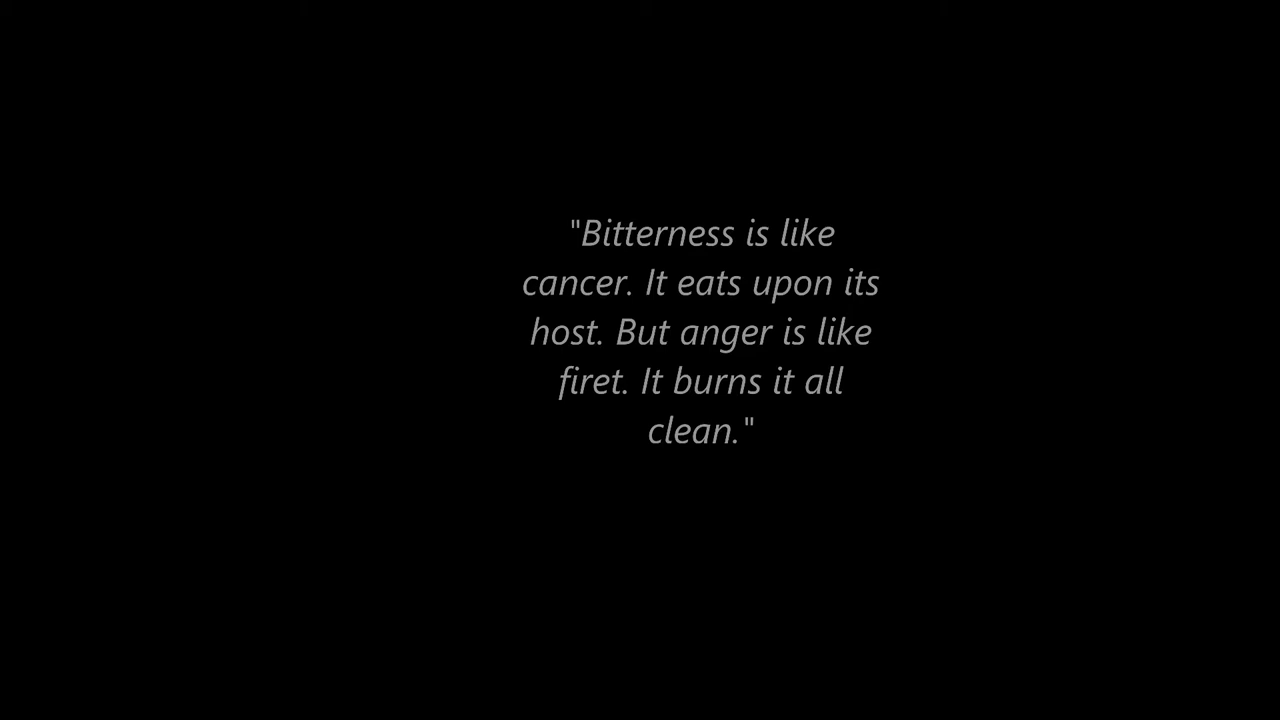 "Bitterness is like
cancer. It eats upon its
host. But anger is like
firet. It burns it all
clean."